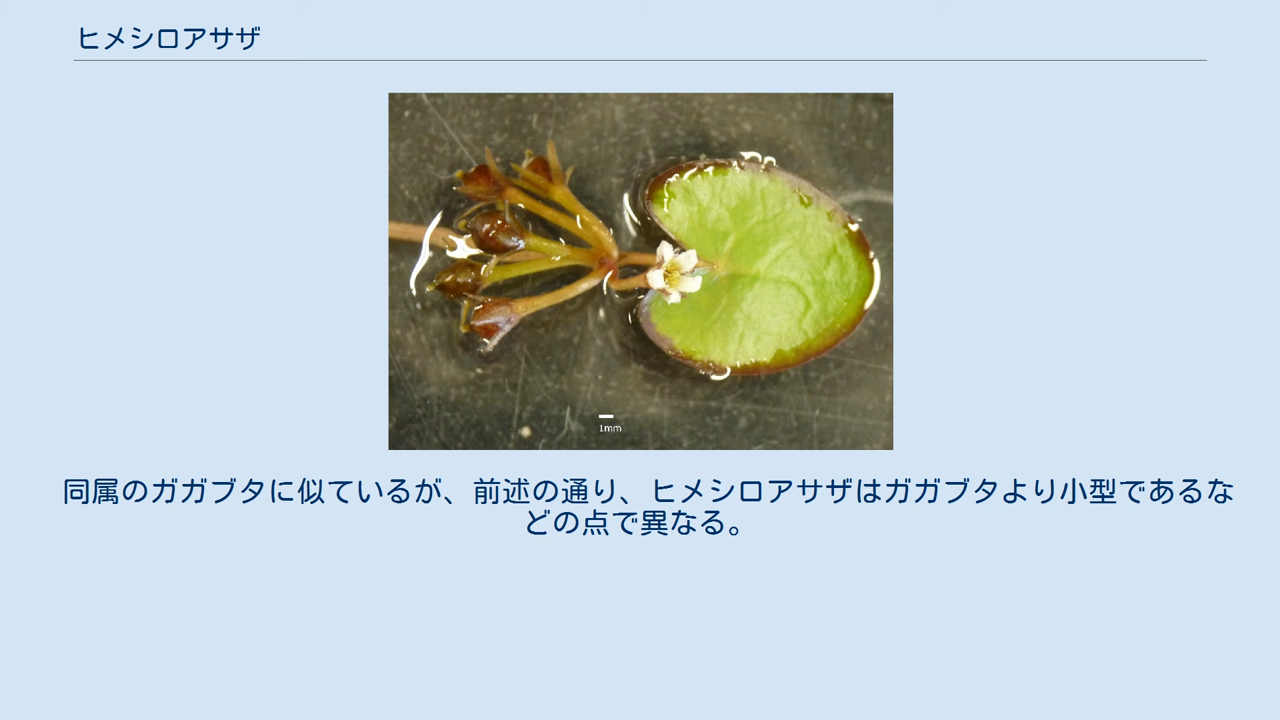 ヒメシロアサザ
1mm
同属のガガブタに似ているが、前述の通り、ヒメシロアサザはガガブタより小型であるな
どの点で異なる。